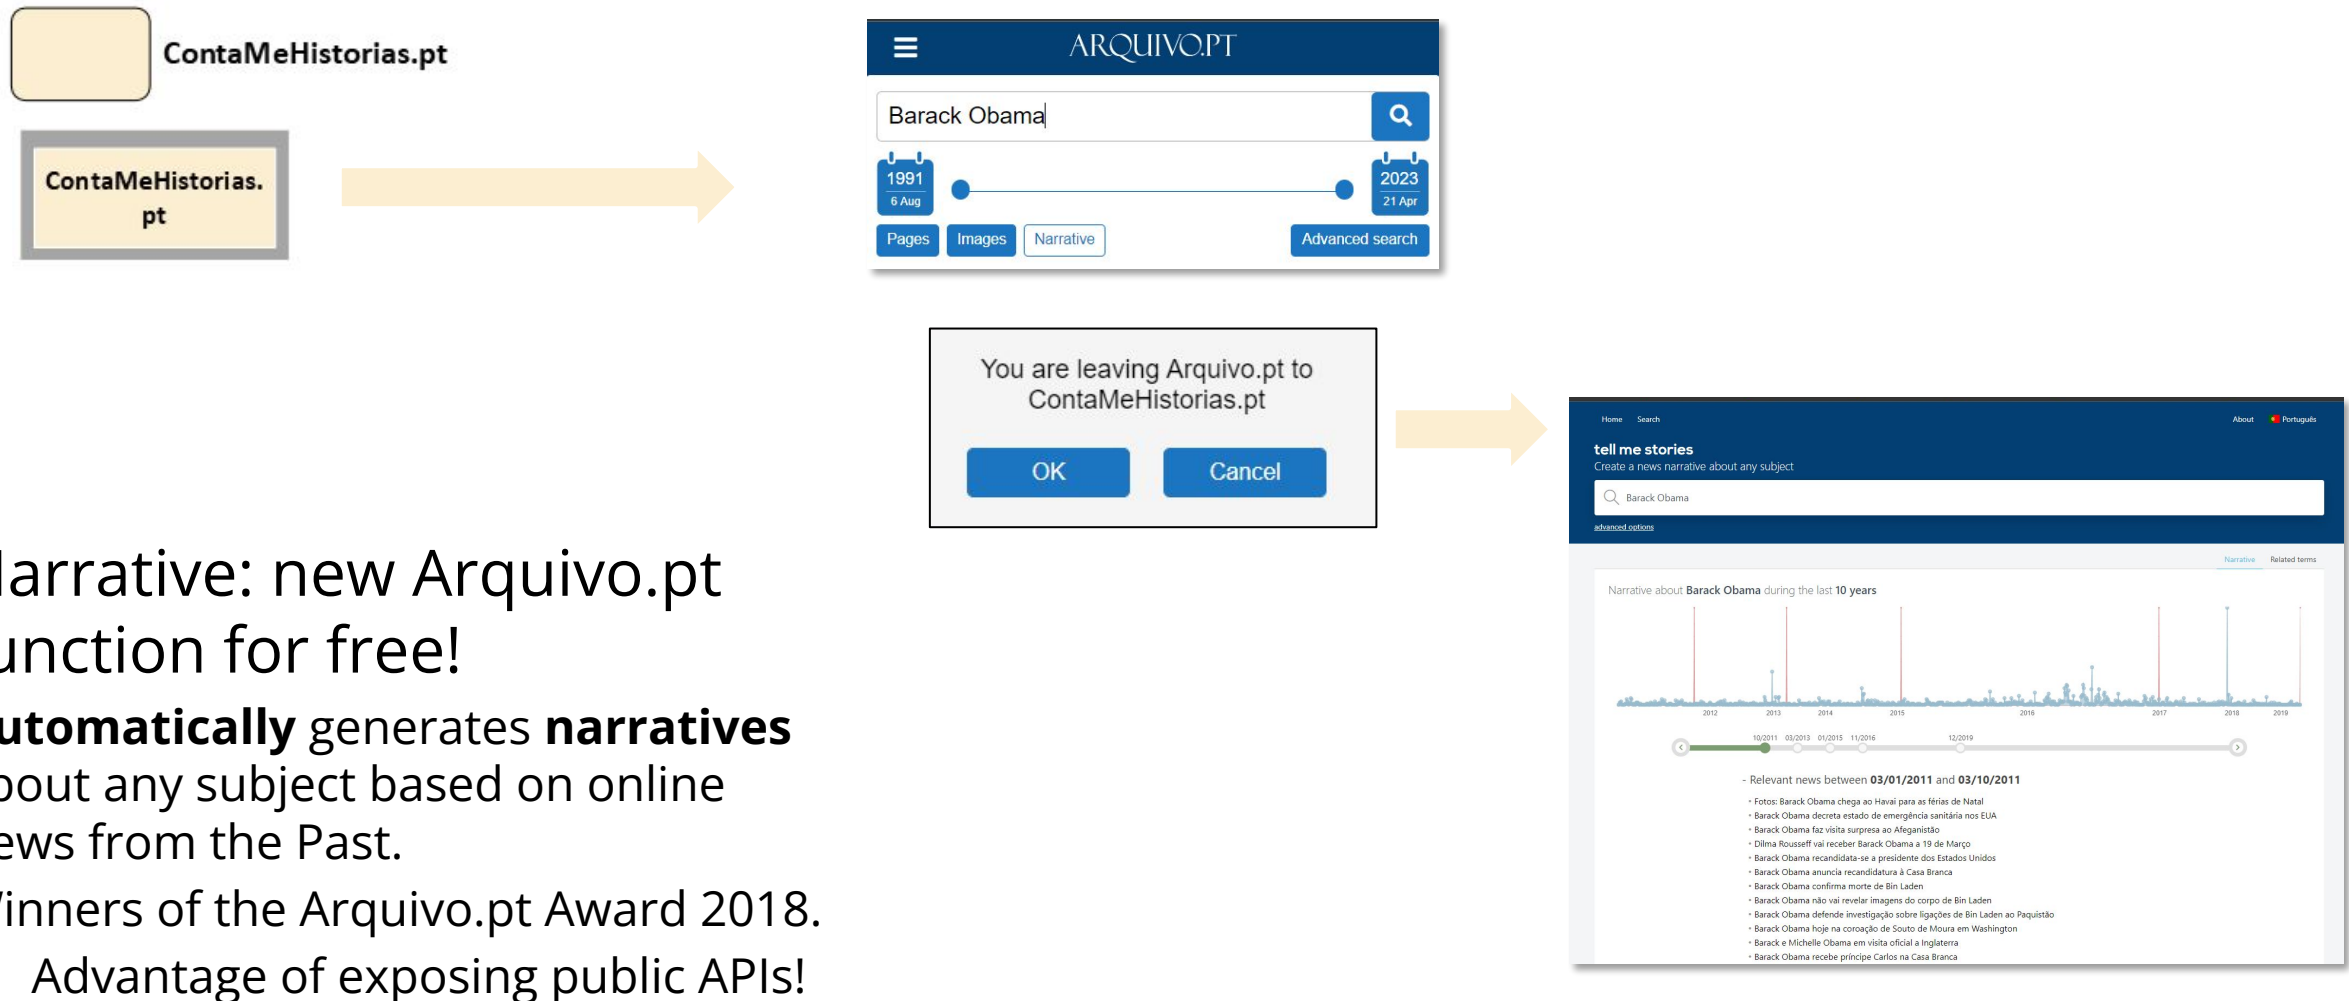 ContaMeHistorias.pt
ContaMeHistorias.
pt
ARQUIVO.PT
Barack Obama
1991
6 Aug
2023
21 Apr
Pages Images Narrative Advanced search
You are leaving Arquivo.pt to
ContaMeHistorias.pt
OK Cancel
arrative: new Arquivo.pt
unction for free!
utomatically generates narratives
bout any subject based on online
ews from the Past.
inners of the Arquivo.pt Award 2018.
Advantage of exposing public APIs!
Home Search About Português
tell me stories
Create a news narrative about any subject
Barack Obama
advanced options
Narrative Related terms
Narrative about Barack Obama during the last 10 years
2012 2013 2014 2015 2016 2017 2018 2019
10/2011 03/2013 01/2015 11/2016 12/2019
- Relevant news between 03/01/2011 and 03/10/2011
• Fotos: Barack Obama chega ao Havai para as férias de Natal
• Barack Obama decreta estado de emergência sanitária nos EUA
• Barack Obama faz visita surpresa ao Afeganistão
• Dilma Rousseff vai receber Barack Obama a 19 de Março
• Barack Obama recandidata-se a presidente dos Estados Unidos
• Barack Obama anuncia recandidatura à Casa Branca
• Barack Obama confirma morte de Bin Laden
• Barack Obama não vai revelar imagens do corpo de Bin Laden
• Barack Obama defende investigação sobre ligações de Bin Laden ao Paquistão
• Barack Obama hoje na coroação de Souto de Moura em Washington
• Barack e Michelle Obama em visita oficial a Inglaterra
• Barack Obama recebe príncipe Carlos na Casa Branca